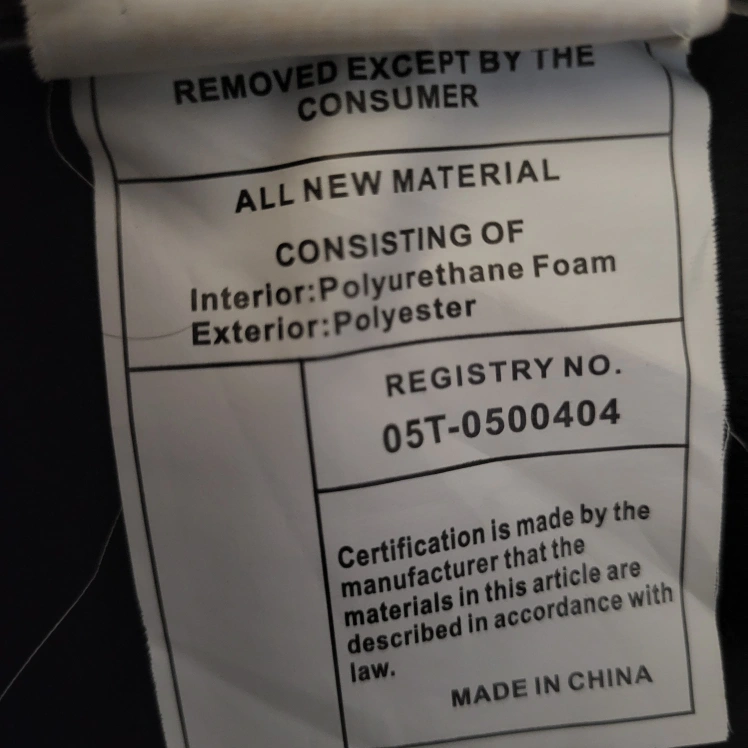 REMOVED EXCEPT BY THE
CONSUMER
ALL NEW MATERIAL
CONSISTING OF
Interior:Polyurethane Foam
Exterior:Polyester
REGISTRY NO.
05T-0500404
Certification is made by the
manufacturer that the
materials in this article are
described in accordance with
law.
MADE IN CHINA